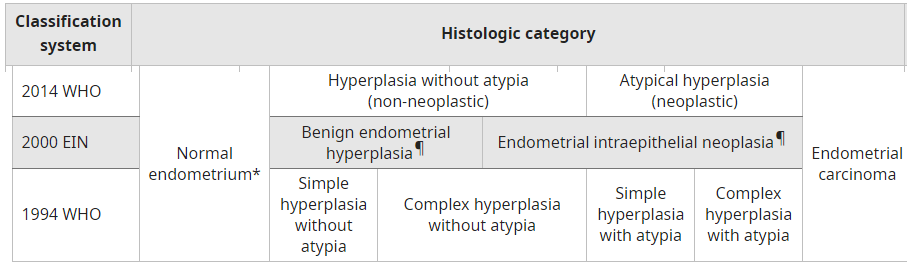 Classification
system
Histologic category
2014 WHO
Hyperplasia without atypia
(non-neoplastic)
Atypical hyperplasia
(neoplastic)
2000 EIN
Normal
endometrium*
Benign endometrial
hyperplasia¶
Endometrial intraepithelial neoplasia¶
Endometrial
carcinoma
1994 WHO
Simple
hyperplasia
without
atypia
Complex hyperplasia
without atypia
Simple
hyperplasia
with atypia
Complex
hyperplasia
with atypia